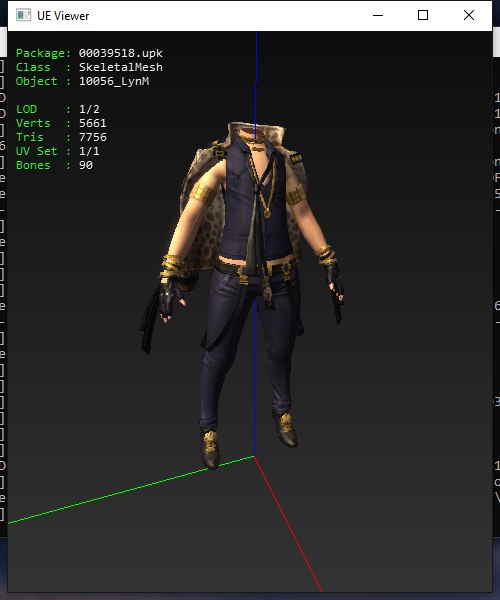 UE Viewer
Package: 00039518.upk
Class : SkeletalMesh
Object : 10056_LynM
LOD : 1/2
Verts : 5661
Tris : 7756
UV Set : 1/1
Bones : 90